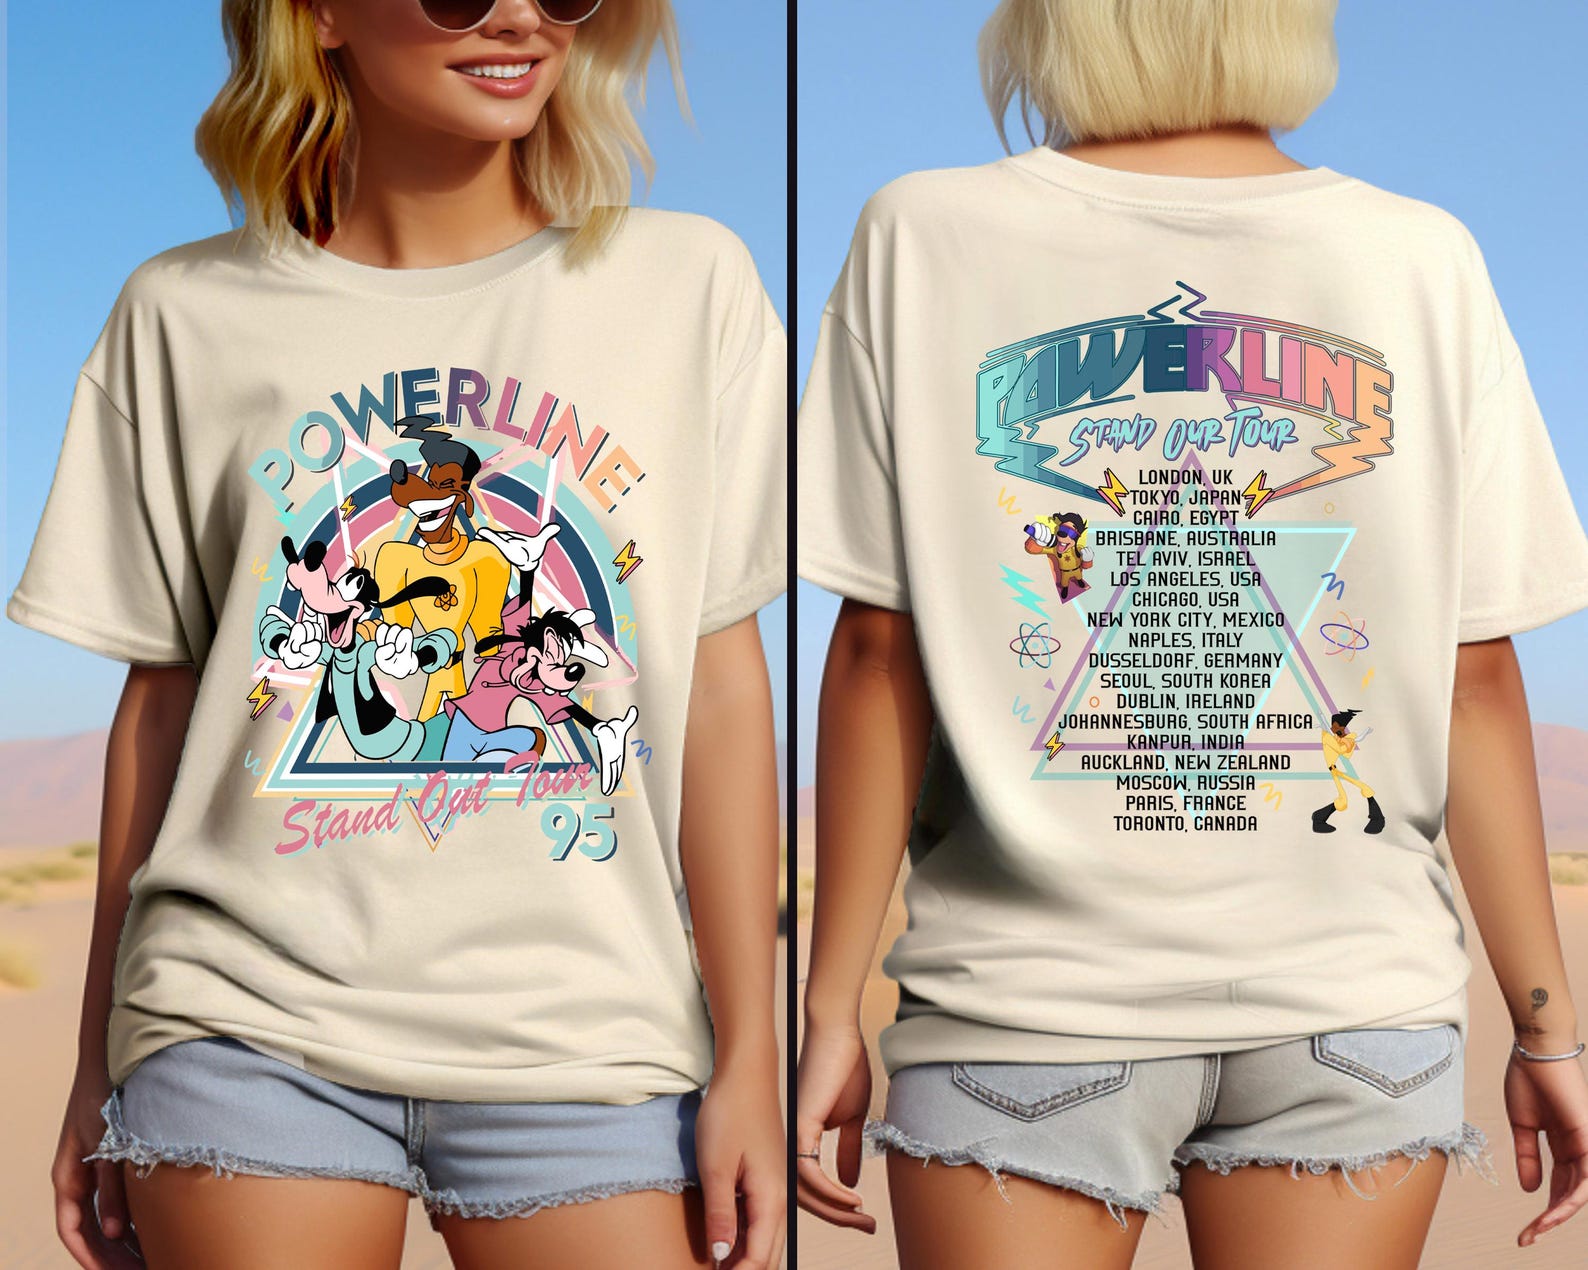 POWERLINE
Stand Out Tour
95
POWERLINE
STAND OUR TOUR
LONDON, UK
TOKYO, JAPAN
CAIRO, EGYPT
BRISBANE, AUSTRALIA
TEL AVIV, ISRAEL
LOS ANGELES, USA
CHICAGO, USA
NEW YORK CITY, MEXICO
NAPLES, ITALY
DUSSELDORF, GERMANY
SEOUL, SOUTH KOREA
DUBLIN, IRELAND
JOHANNESBURG, SOUTH AFRICA
KANPUR, INDIA
AUCKLAND, NEW ZEALAND
MOSCOW, RUSSIA
PARIS, FRANCE
TORONTO, CANADA